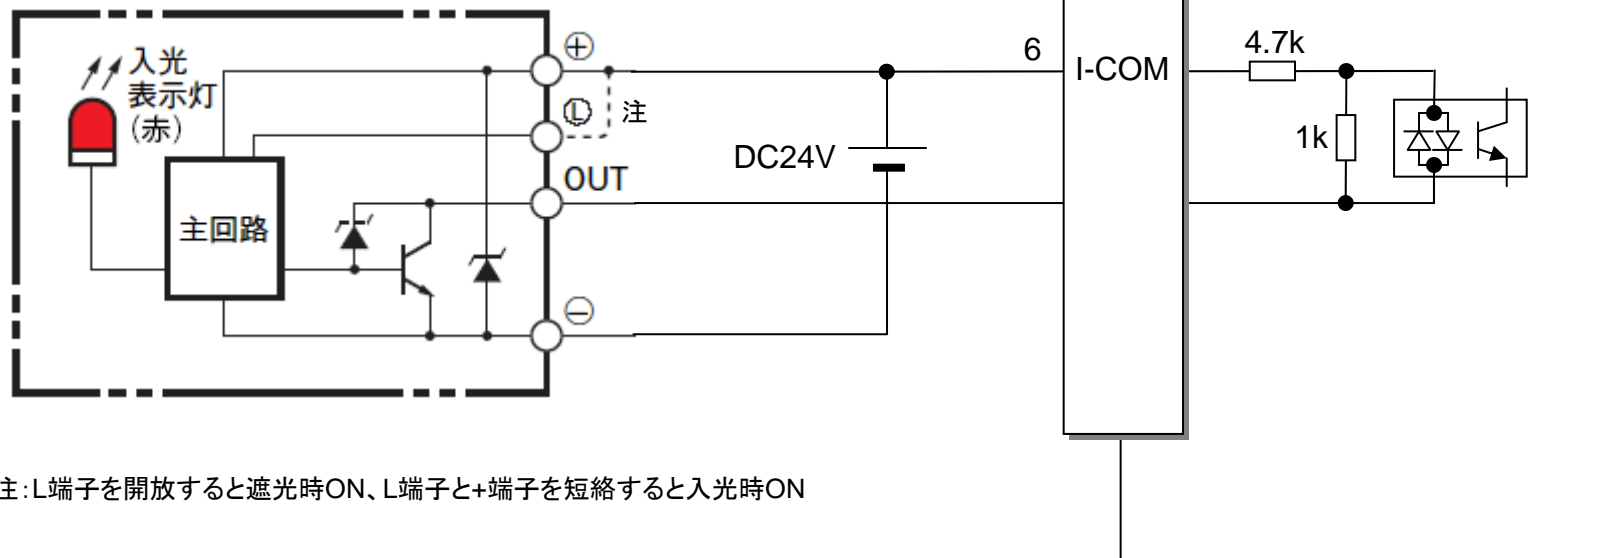 入光
表示灯
(赤)
主回路
⊕
Ⓛ
注
OUT
⊖
DC24V
6
I-COM
4.7k
1k
注:L端子を開放すると遮光時ON、L端子と+端子を短絡すると入光時ON